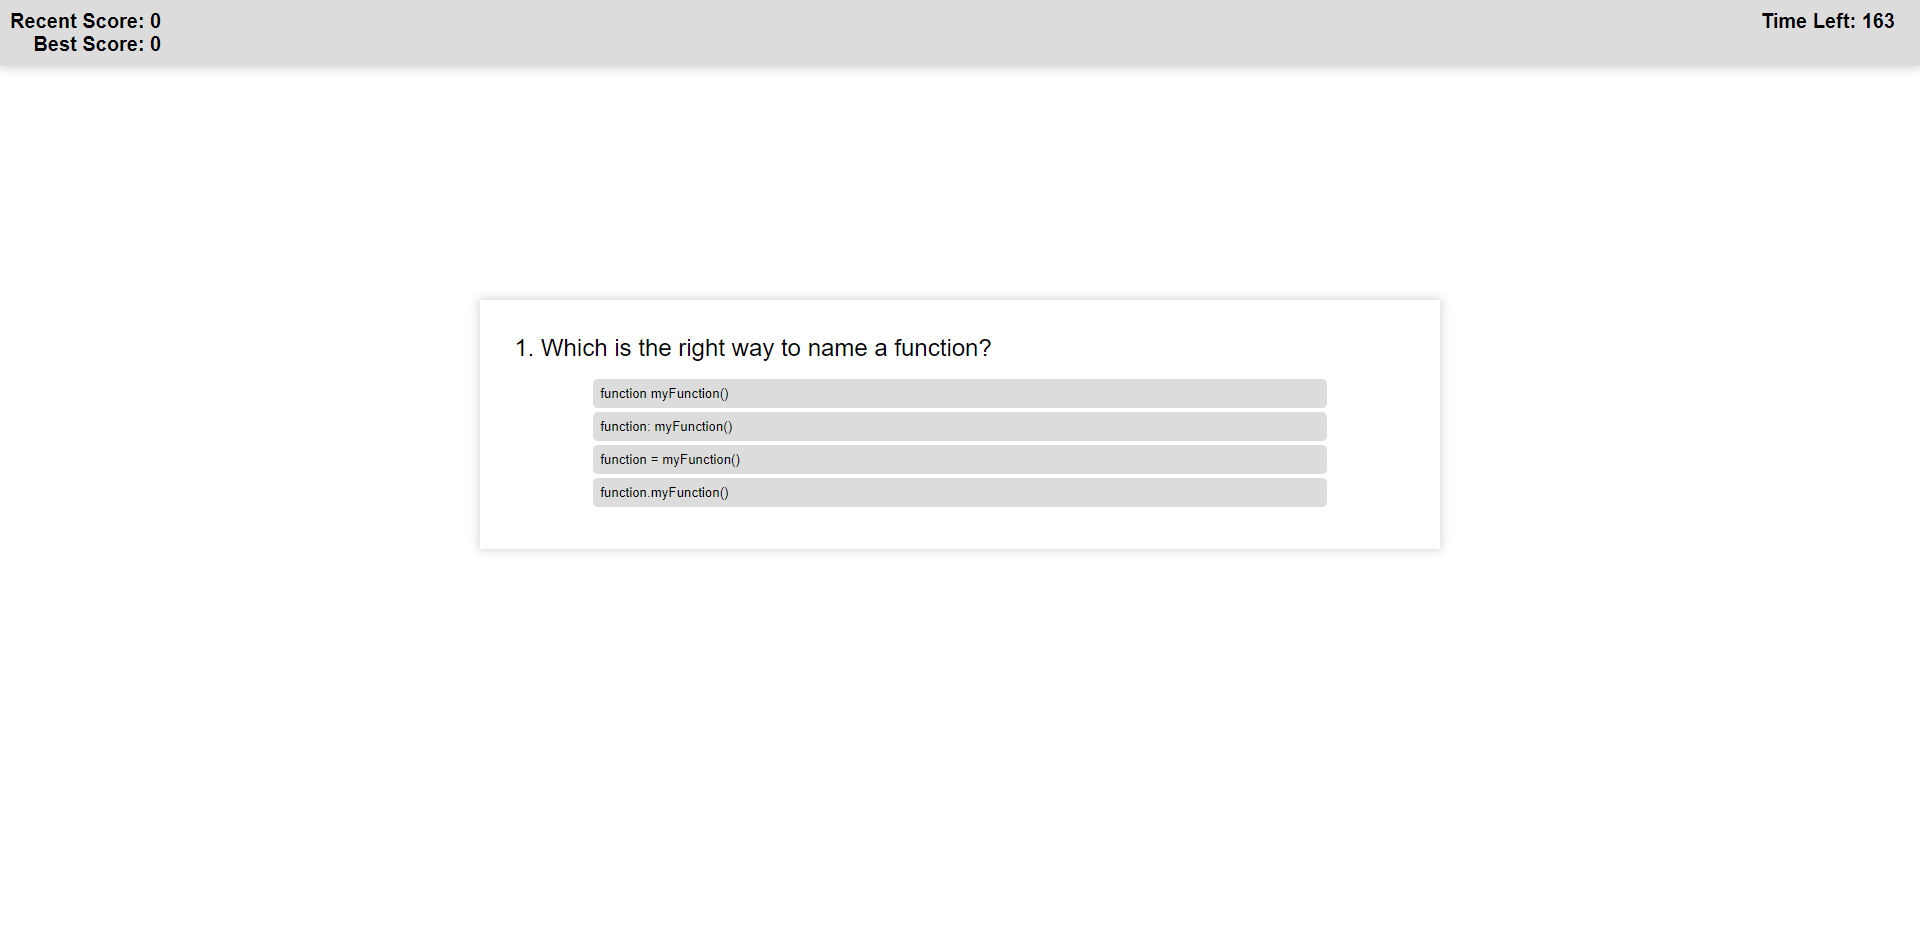 Recent Score: 0
Best Score: 0
Time Left: 163
1. Which is the right way to name a function?
function myFunction()
function: myFunction()
function = myFunction()
function.myFunction()